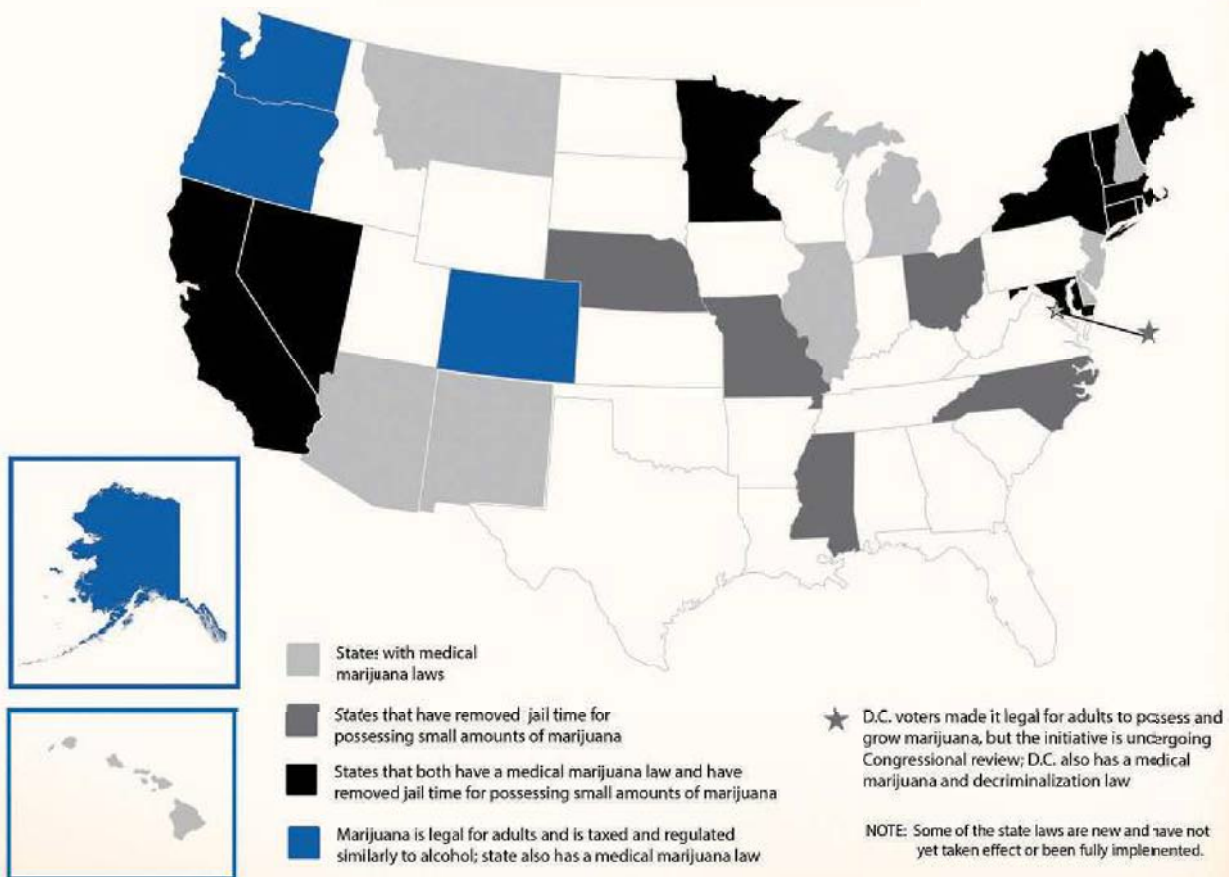 States with medical
marijuana laws
States that have removed jail time for
possessing small amounts of marijuana
States that both have a medical marijuana law and have
removed jail time for possessing small amounts of marijuana
Marijuana is legal for adults and is taxed and regulated
similarly to alcohol; state also has a medical marijuana law
D.C. voters made it legal for adults to possess and
grow marijuana, but the initiative is undergoing
Congressional review; D.C. also has a medical
marijuana and decriminalization law
NOTE: Some of the state laws are new and have not
yet taken effect or been fully implemented.